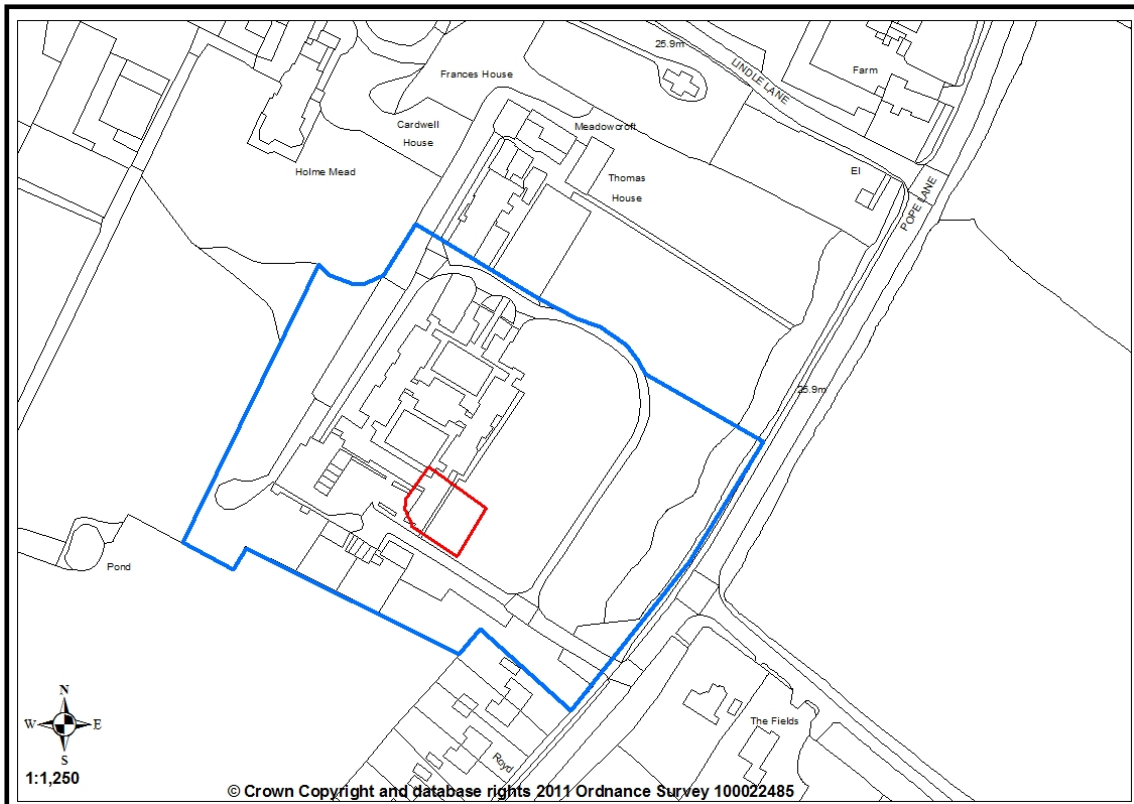 25.9m
LINDLE LANE
Farm
Frances House
Cardwell
House
Meadowcroft
Holme Mead
Thomas
House
El
POPE LANE
25.9m
Pond
The Fields
Royd
N
W
E
S
1:1,250
© Crown Copyright and database rights 2011 Ordnance Survey 100022485